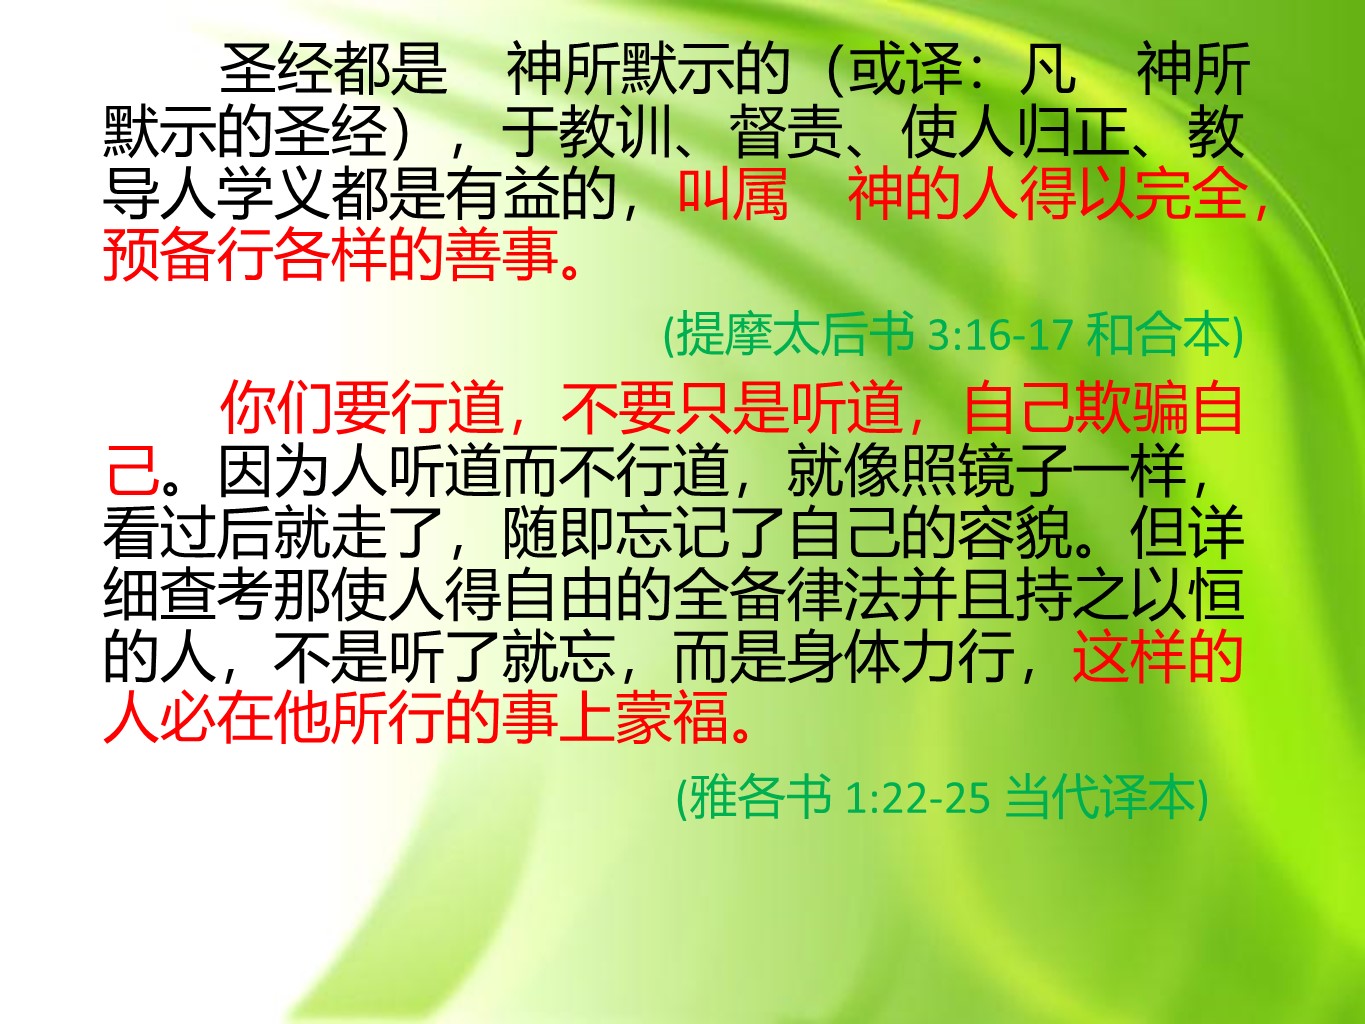 圣经都是　神所默示的（或译：凡　神所
默示的圣经），于教训、督责、使人归正、教
导人学义都是有益的，叫属　神的人得以完全，
预备行各样的善事。
(提摩太后书 3:16-17 和合本)
你们要行道，不要只是听道，自己欺骗自
己。因为人听道而不行道，就像照镜子一样，
看过后就走了，随即忘记了自己的容貌。但详
细查考那使人得自由的全备律法并且持之以恒
的人，不是听了就忘，而是身体力行，这样的
人必在他所行的事上蒙福。
(雅各书 1:22-25 当代译本)